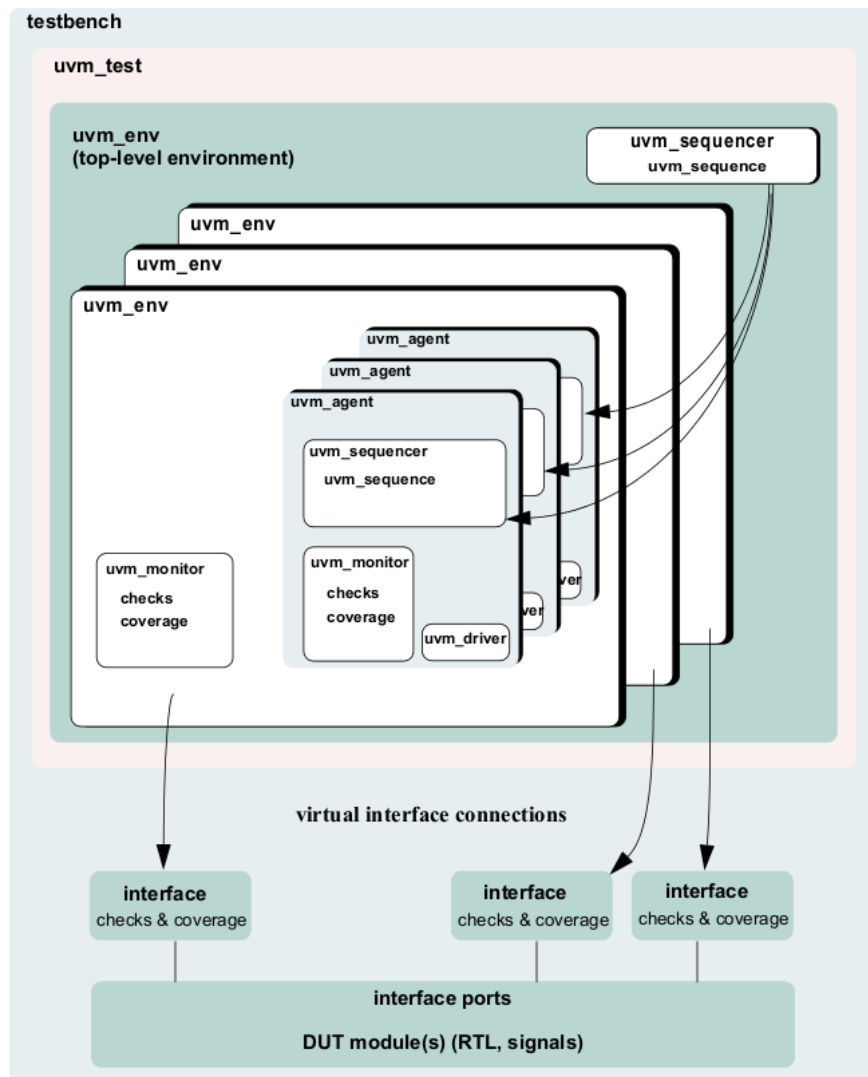 testbench
uvm_test
uvm_env
(top-level environment)
uvm_sequencer
uvm_sequence
uvm_env
uvm_env
uvm_env
uvm_agent
uvm_agent
uvm_agent
uvm_sequencer
uvm_sequence
uvm_monitor
checks
coverage
uvm_monitor
checks
coverage
uvm_driver
ver
ver
virtual interface connections
interface
checks & coverage
interface
checks & coverage
interface
checks & coverage
interface ports
DUT module(s) (RTL, signals)